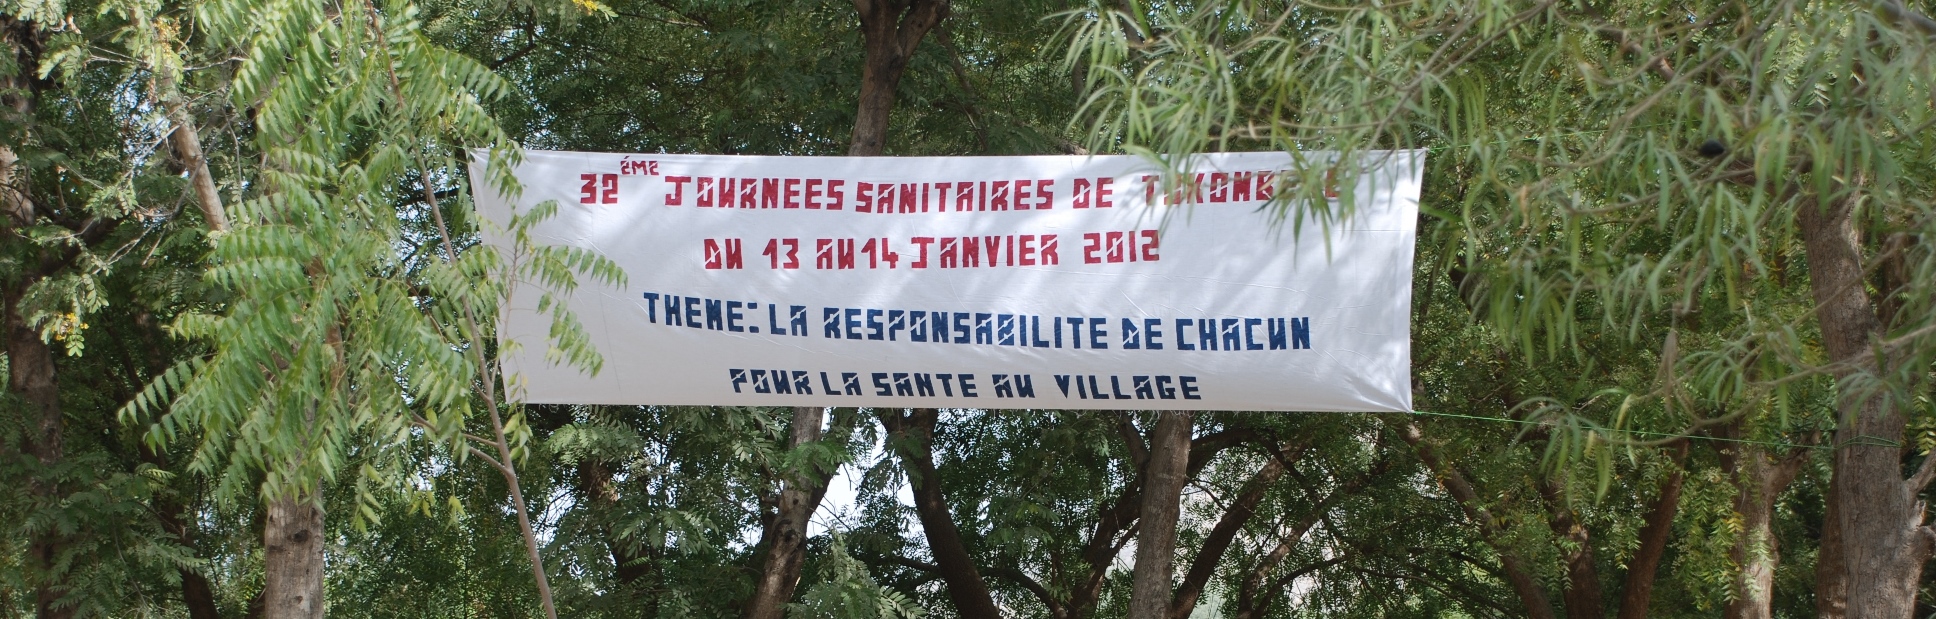 32ème JOURNEES SANITAIRES DE
DU 13 AU 14 JANVIER 2012
THEME: LA RESPONSABILITE DE CHACUN
POUR LA SANTE AU VILLAGE